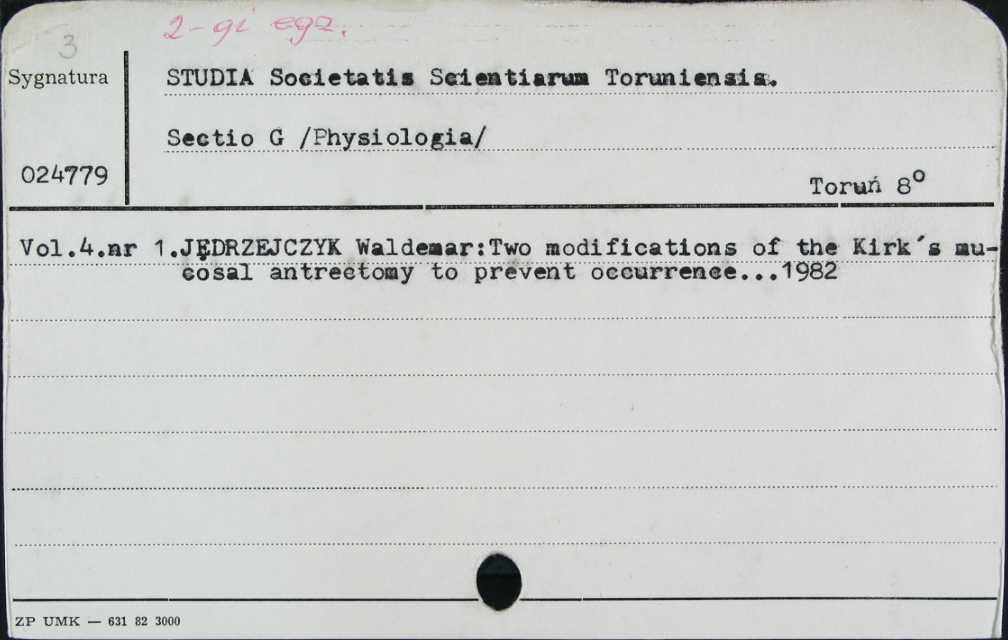 2-gi egz.
3
Sygnatura
STUDIA Societatis Scientiarum Toruniensis.
Sectio G /Physiologia/
024779
Toruń 8º
Vol.4.nr 1.JĘDRZEJCZYK Waldemar:Two modifications of the Kirk´s mu-
cosal antrectomy to prevent occurrence...1982
ZP UMK — 631 82 3000